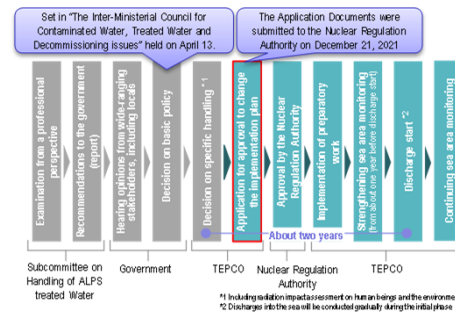 Set in "The Inter-Ministerial Council for
Contaminated Water, Treated Water and
Decommissioning issues" held on April 13.
The Application Documents were
submitted to the Nuclear Regulation
Authority on December 21, 2021
Examination from a professional
perspective
Recommendations to the government
(report)
Hearing opinions from wide-ranging
stakeholders, including locals
Decision on basic policy
Decision on specific handling *1
Application for approval to change
the implementation plan
Approval by the Nuclear
Regulation Authority
Implementation of preparatory
work
Strengthening sea area monitoring
(from about one year before discharge start)
Discharge start *2
Continuing sea area monitoring
About two years
Subcommittee on
Handling of ALPS
treated Water
Government
TEPCO
Nuclear Regulation
Authority
TEPCO
*1 Including radiation impact assessment on human beings and the environme
*2 Discharges into the sea will be conducted gradually during the initial phase